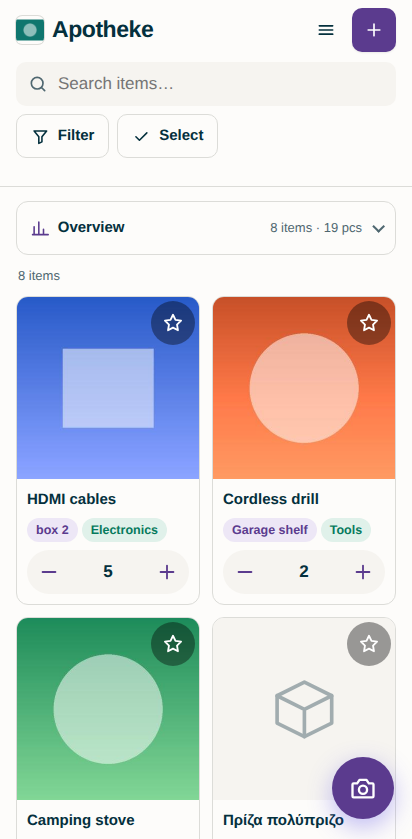 Apotheke
Search items…
Filter
Select
Overview
8 items · 19 pcs
8 items
HDMI cables
box 2
Electronics
5
Cordless drill
Garage shelf
Tools
2
Camping stove
Πρίζα πολύπριζο